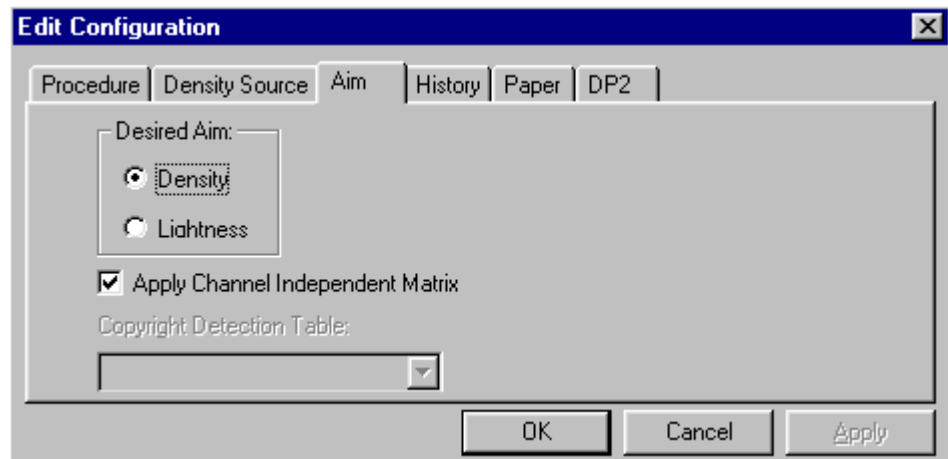 Edit Configuration
Procedure Density Source Aim History Paper DP2
Desired Aim:
Density
Liahtness
Apply Channel Independent Matrix
Copyright Detection Table:
OK Cancel Apply